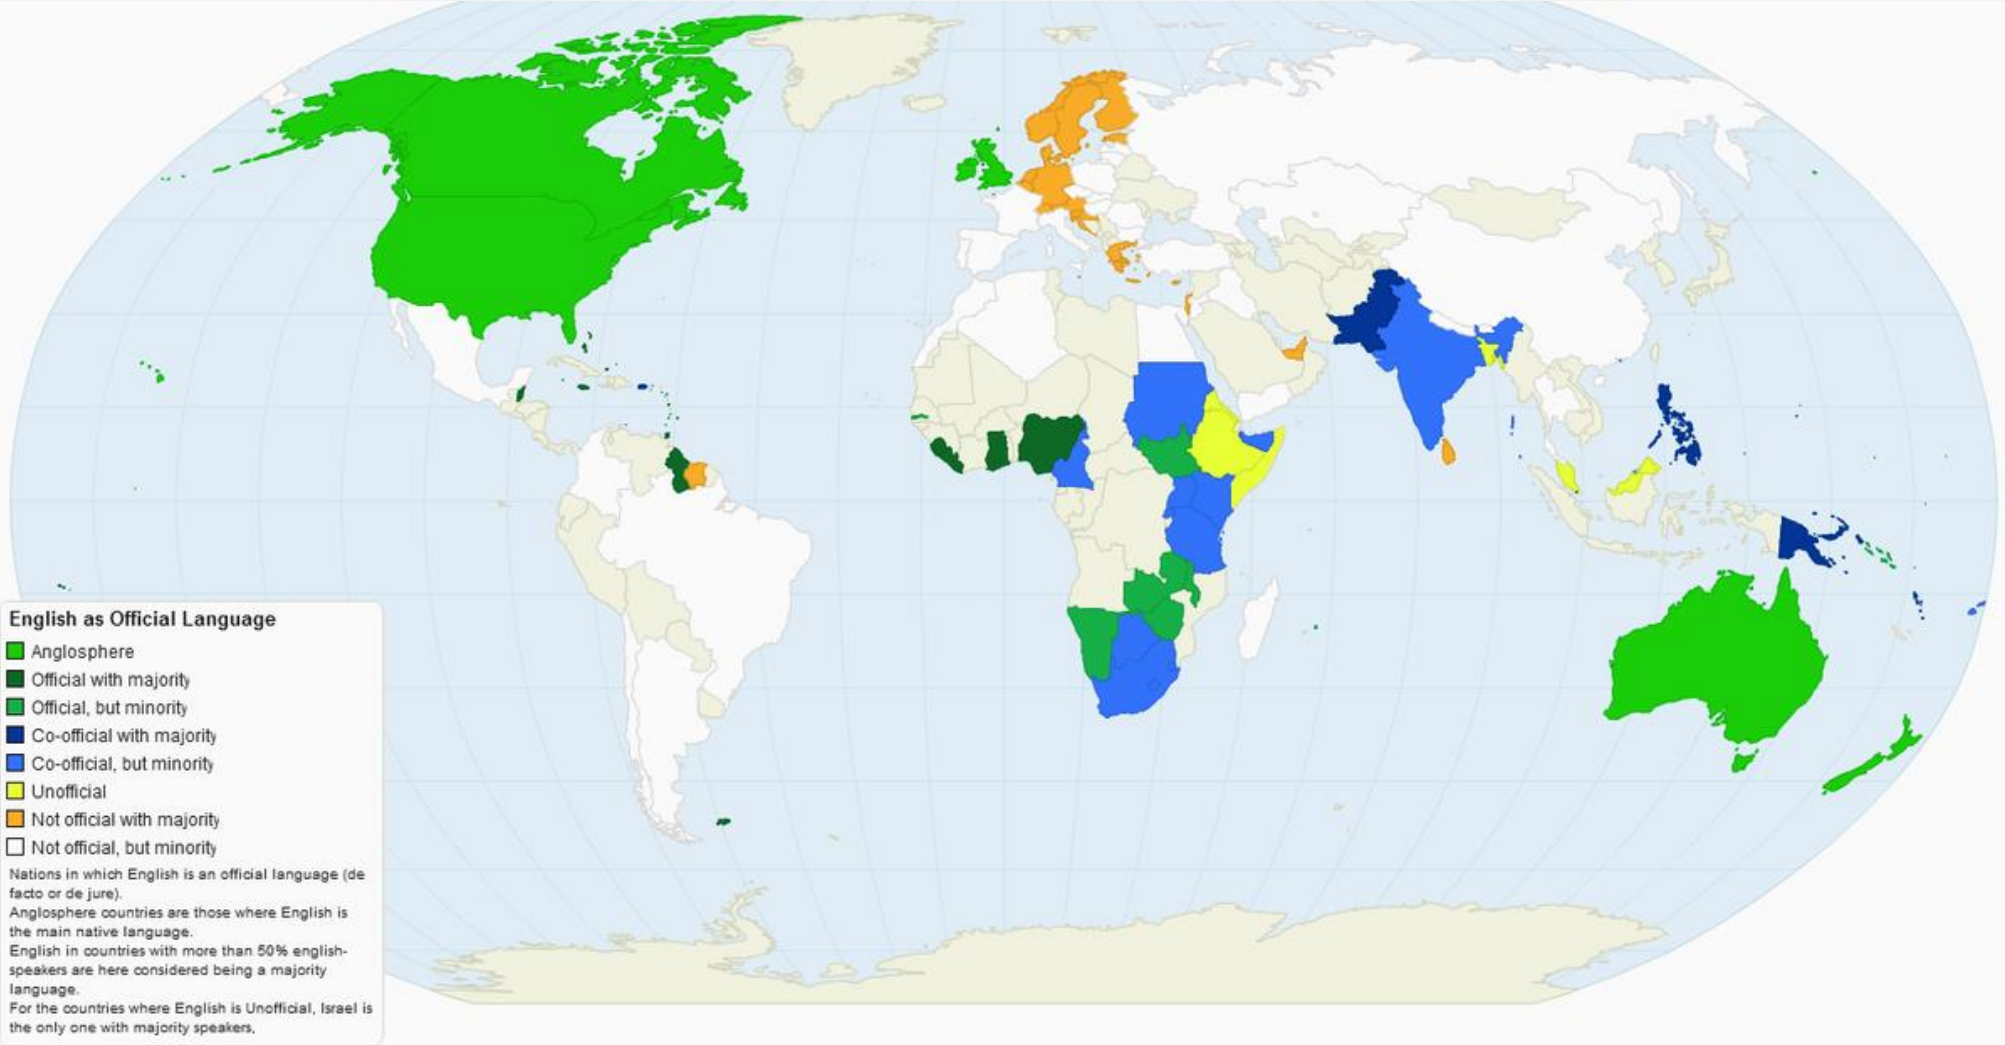 English as Official Language
Anglosphere
Official with majority
Official, but minority
Co-official with majority
Co-official, but minority
Unofficial
Not official with majority
Not official, but minority
Nations in which English is an official language (de
facto or de jure).
Anglosphere countries are those where English is
the main native language.
English in countries with more than 50% english-
speakers are here considered being a majority
language.
For the countries where English is Unofficial, Israel is
the only one with majority speakers.